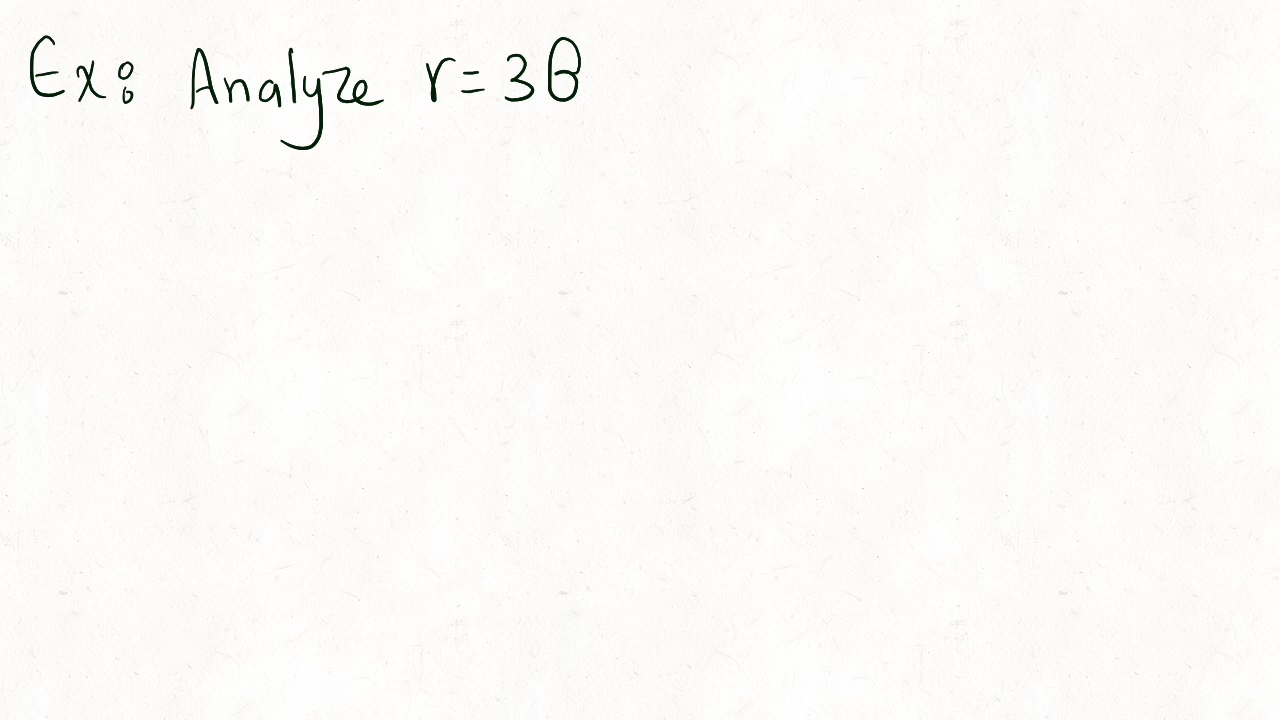 Ex: Analyze r = 3θ